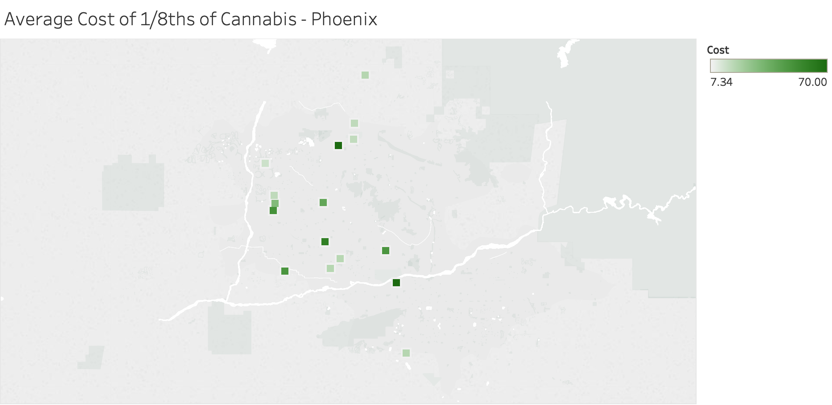 Average Cost of 1/8ths of Cannabis - Phoenix
Cost
7.34 70.00